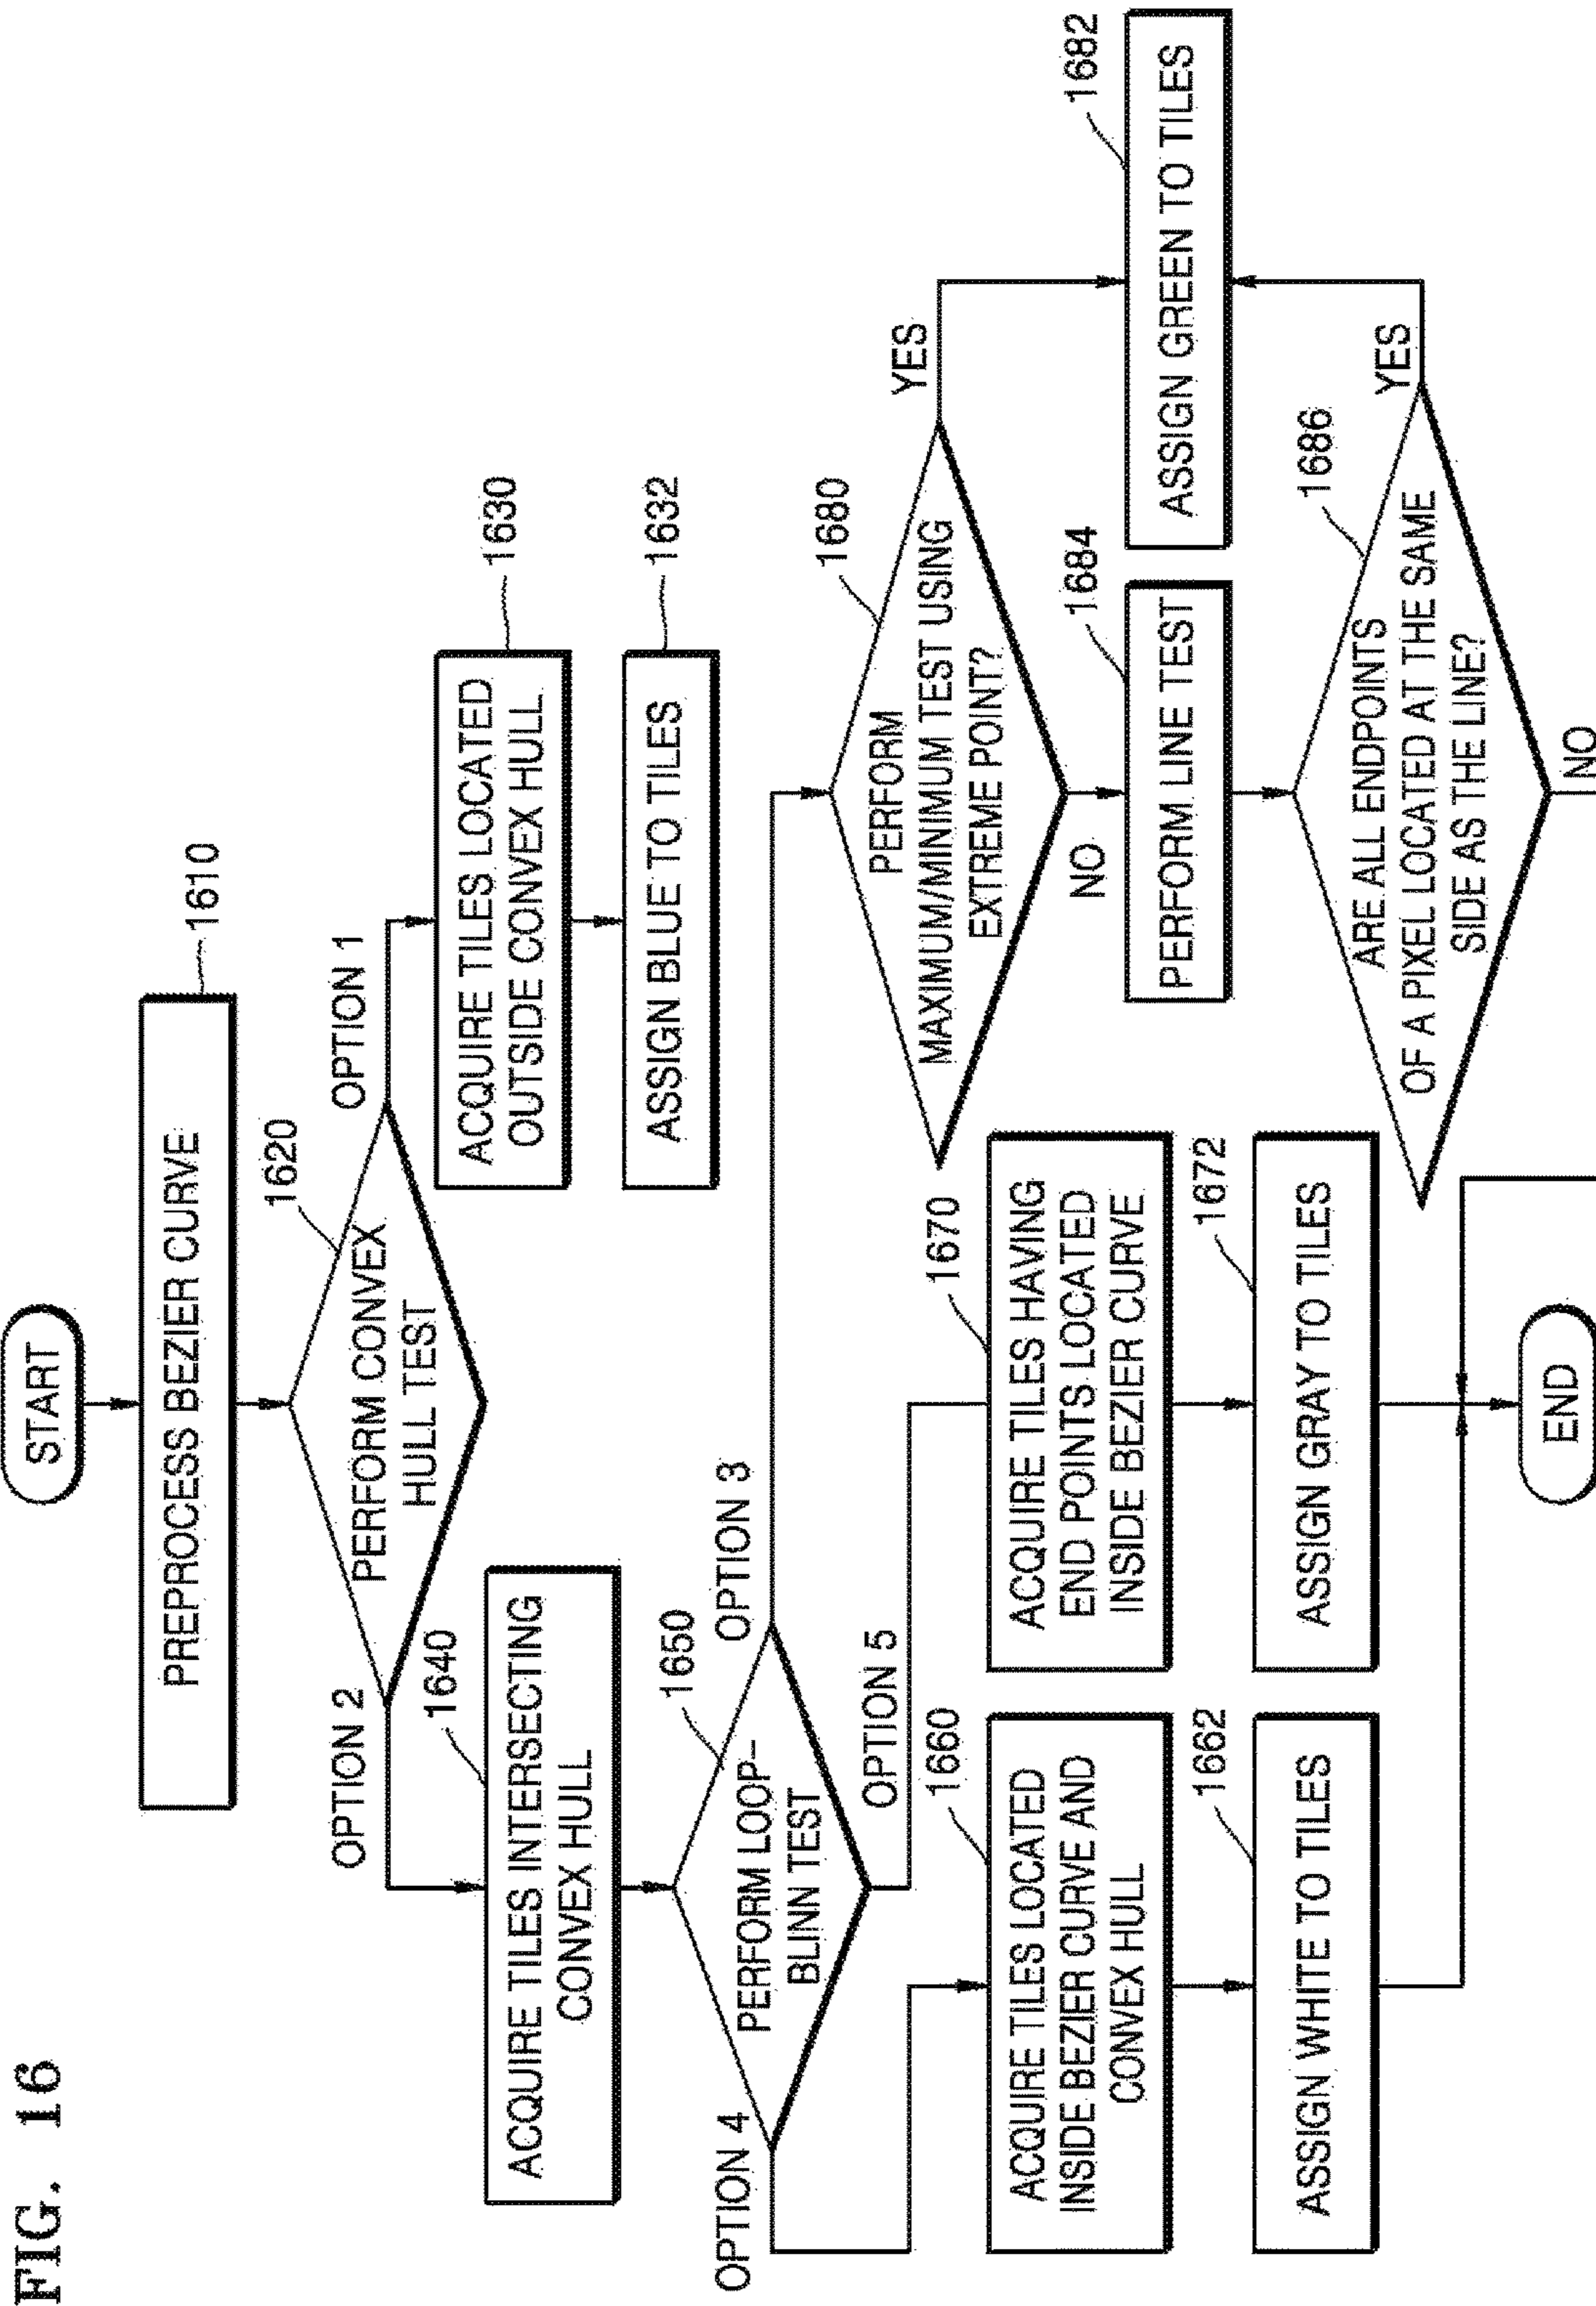 FIG. 16
START
PREPROCESS BEZIER CURVE
1610
PERFORM CONVEX
HULL TEST
1620
OPTION 1
OPTION 2
ACQUIRE TILES LOCATED
OUTSIDE CONVEX HULL
1630
ASSIGN BLUE TO TILES
1632
1640
ACQUIRE TILES INTERSECTING
CONVEX HULL
PERFORM LOOP-
BLINN TEST
1650
OPTION 3
OPTION 4
OPTION 5
1660
ACQUIRE TILES LOCATED
INSIDE BEZIER CURVE AND
CONVEX HULL
1662
ASSIGN WHITE TO TILES
1670
ACQUIRE TILES HAVING
END POINTS LOCATED
INSIDE BEZIER CURVE
1672
ASSIGN GRAY TO TILES
PERFORM
MAXIMUM/MINIMUM TEST USING
EXTREME POINT?
1680
YES
NO
1682
ASSIGN GREEN TO TILES
1684
PERFORM LINE TEST
1686
ARE ALL ENDPOINTS
OF A PIXEL LOCATED AT THE SAME
SIDE AS THE LINE?
YES
NO
END